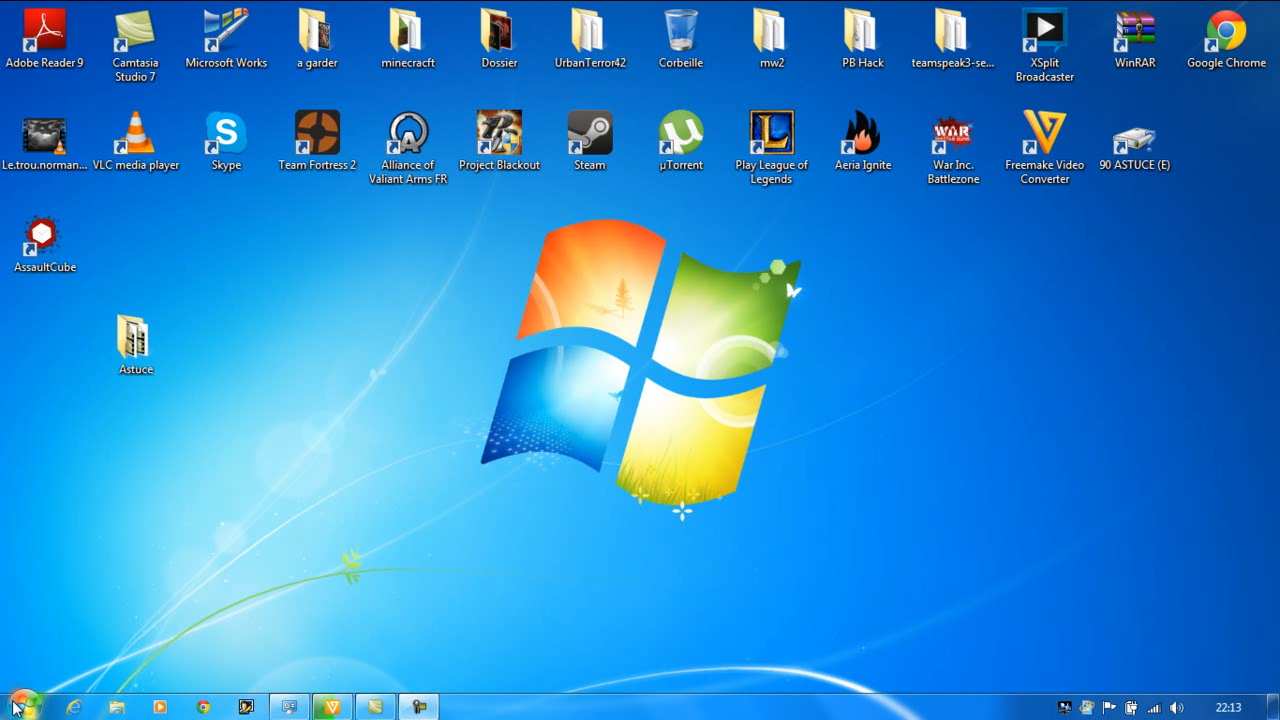 Adobe Reader 9
Camtasia Studio 7
Microsoft Works
a garder
minecracft
Dossier
UrbanTerror42
Corbeille
mw2
PB Hack
teamspeak3-se...
XSplit Broadcaster
WinRAR
Google Chrome
Le.trou.norman...
VLC media player
Skype
Team Fortress 2
Alliance of Valiant Arms FR
Project Blackout
Steam
µTorrent
Play League of Legends
Aeria Ignite
War Inc. Battlezone
Freemake Video Converter
90 ASTUCE (E)
AssaultCube
Astuce
22:13